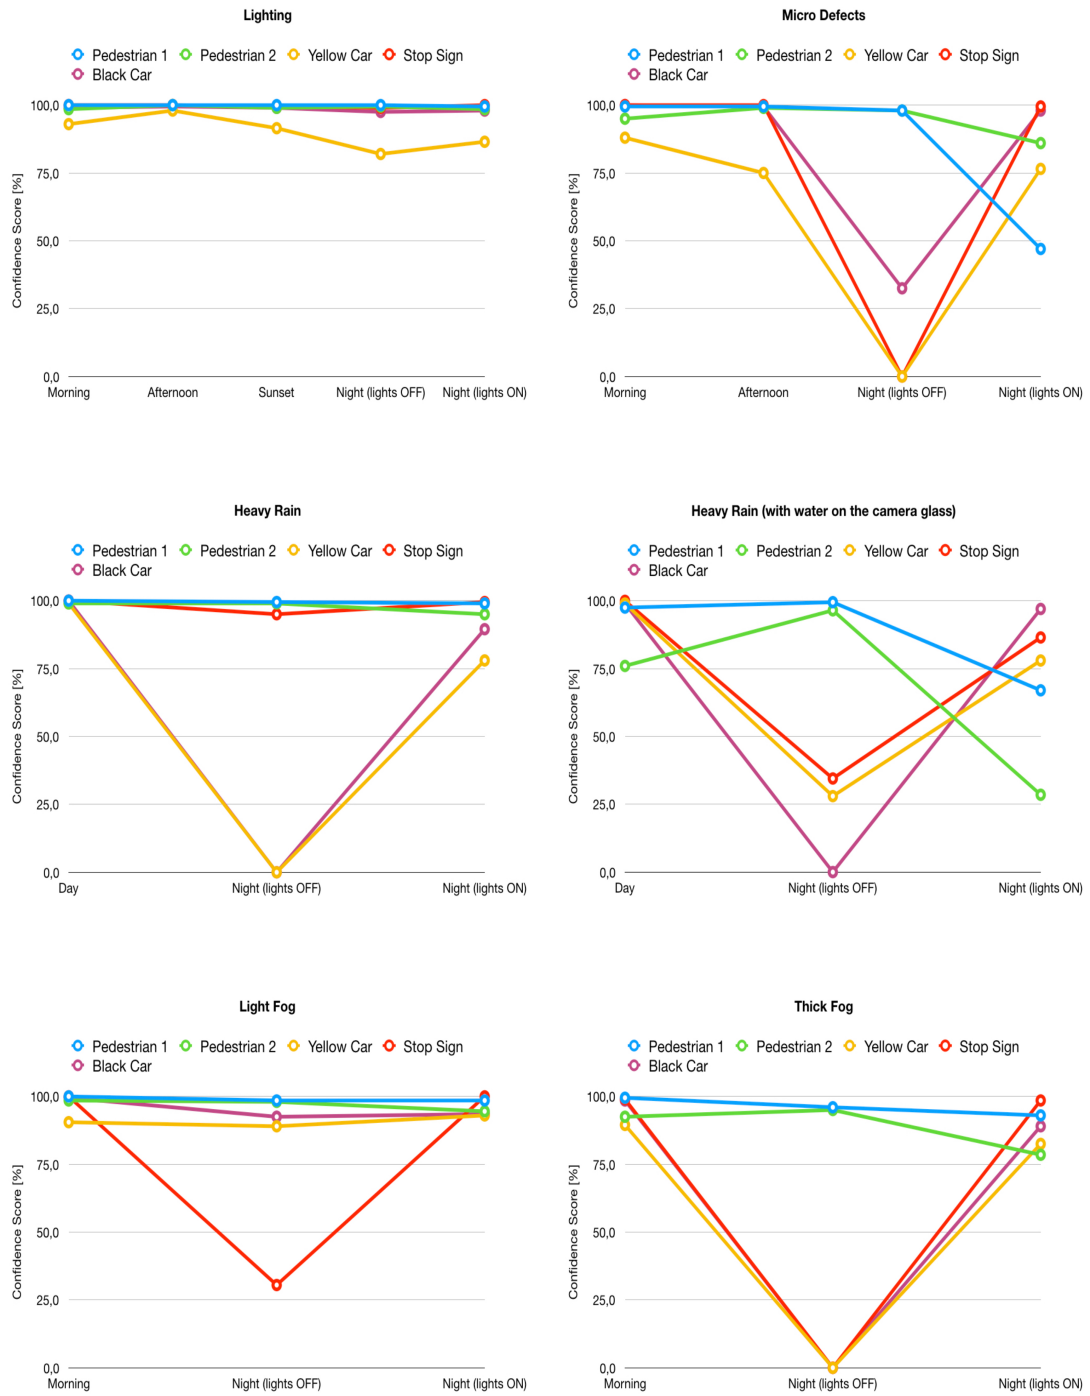 Lighting
Pedestrian 1 Pedestrian 2 Yellow Car Stop Sign
Black Car
Confidence Score [%]
100,0
75,0
50,0
25,0
0,0
Morning Afternoon Sunset Night (lights OFF) Night (lights ON)
Micro Defects
Pedestrian 1 Pedestrian 2 Yellow Car Stop Sign
Black Car
Confidence Score [%]
100,0
75,0
50,0
25,0
0,0
Morning Afternoon Night (lights OFF) Night (lights ON)
Heavy Rain
Pedestrian 1 Pedestrian 2 Yellow Car Stop Sign
Black Car
Confidence Score [%]
100,0
75,0
50,0
25,0
0,0
Day Night (lights OFF) Night (lights ON)
Heavy Rain (with water on the camera glass)
Pedestrian 1 Pedestrian 2 Yellow Car Stop Sign
Black Car
Confidence Score [%]
100,0
75,0
50,0
25,0
0,0
Day Night (lights OFF) Night (lights ON)
Light Fog
Pedestrian 1 Pedestrian 2 Yellow Car Stop Sign
Black Car
Confidence Score [%]
100,0
75,0
50,0
25,0
0,0
Morning Night (lights OFF) Night (lights ON)
Thick Fog
Pedestrian 1 Pedestrian 2 Yellow Car Stop Sign
Black Car
Confidence Score [%]
100,0
75,0
50,0
25,0
0,0
Morning Night (lights OFF) Night (lights ON)